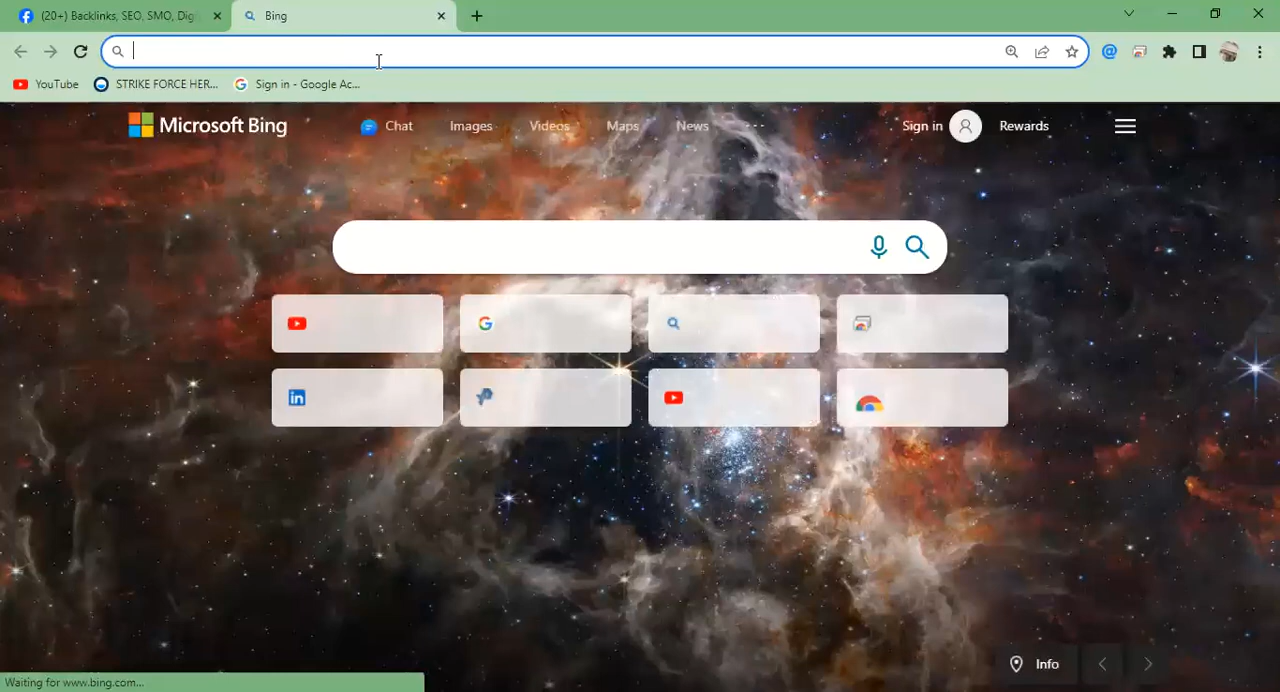 (20+) Backlinks, SEO, SMO, Dig
Bing
YouTube
STRIKE FORCE HER...
Sign in - Google Ac...
Microsoft Bing
Chat
Images
Videos
Maps
News
...
Sign in
Rewards
Info
Waiting for www.bing.com...